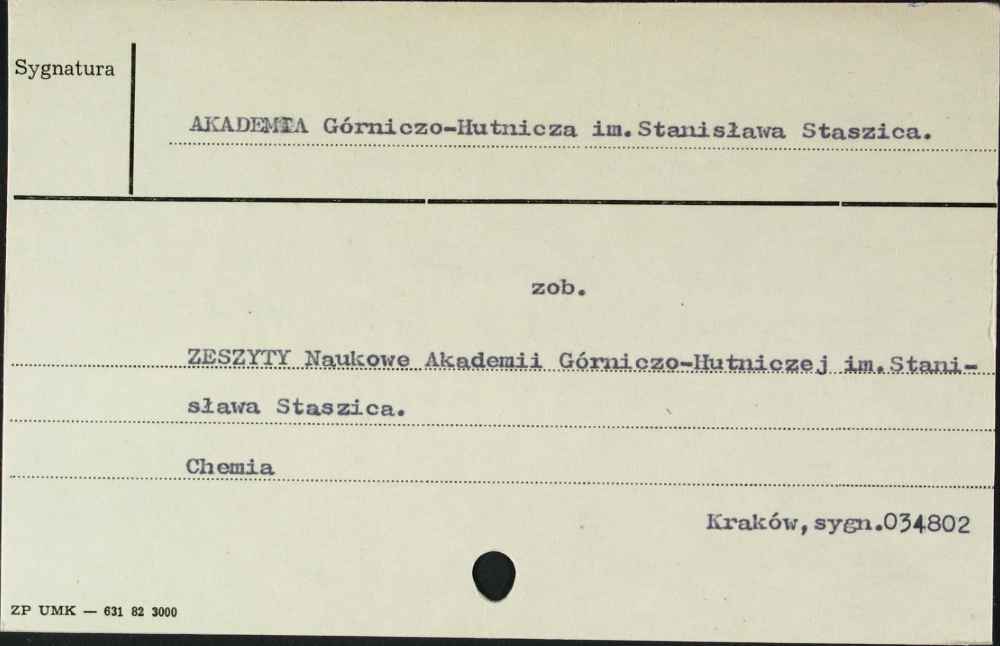 Sygnatura
AKADEMIA Górniczo-Hutnicza im.Stanisława Staszica.
zob.
ZESZYTY Naukowe Akademii Górniczo-Hutniczej im.Stani-
sława Staszica.
Chemia
Kraków,sygn.034802
ZP UMK — 631 82 3000